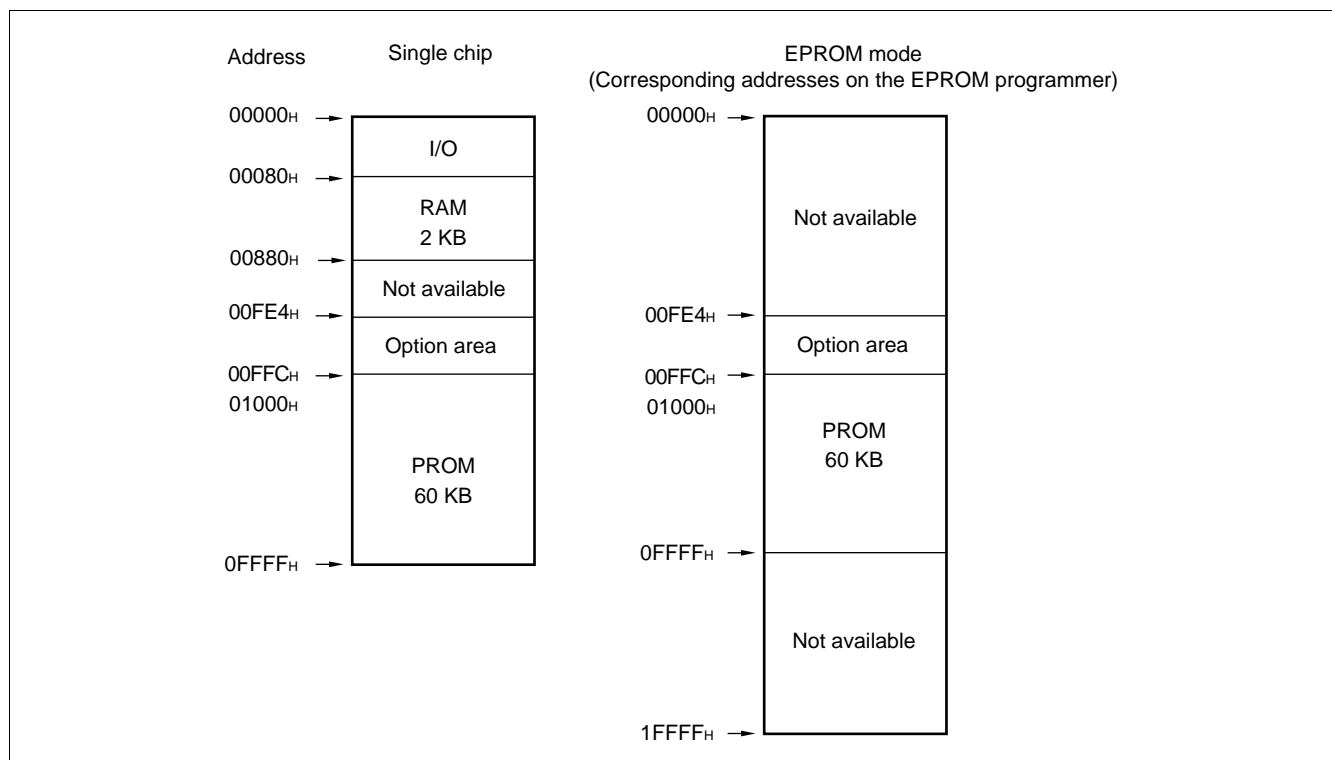 Address
Single chip
00000H
I/O
00080H
RAM
2 KB
00880H
Not available
00FE4H
Option area
00FFCH
01000H
PROM
60 KB
0FFFFH
EPROM mode
(Corresponding addresses on the EPROM programmer)
00000H
Not available
00FE4H
Option area
00FFCH
01000H
PROM
60 KB
0FFFFH
Not available
1FFFFH